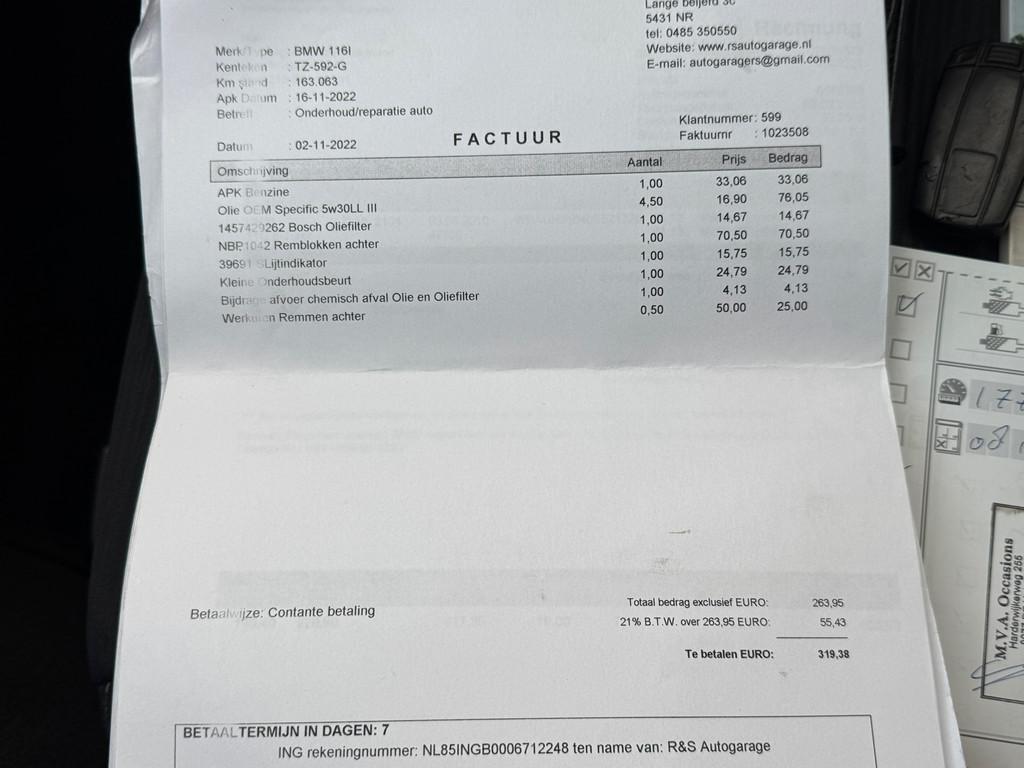 Lange beijerd 3c
5431 NR
tel: 0485 350550
Website: www.rsautogarage.nl
E-mail: autogaragers@gmail.com
Merk/Type : BMW 116I
Kenteken : TZ-592-G
Km stand : 163.063
Apk Datum : 16-11-2022
Betreft : Onderhoud/reparatie auto
Klantnummer: 599
Faktuurnr : 1023508
Datum : 02-11-2022
FACTUUR
Omschrijving Aantal Prijs Bedrag
APK Benzine 1,00 33,06 33,06
Olie OEM Specific 5w30LL III 4,50 16,90 76,05
1457429262 Bosch Oliefilter 1,00 14,67 14,67
NBP1042 Remblokken achter 1,00 70,50 70,50
39691 SLijtindikator 1,00 15,75 15,75
Kleine Onderhoudsbeurt 1,00 24,79 24,79
Bijdrage afvoer chemisch afval Olie en Oliefilter 1,00 4,13 4,13
Werkuren Remmen achter 0,50 50,00 25,00
Betaalwijze: Contante betaling
Totaal bedrag exclusief EURO: 263,95
21% B.T.W. over 263,95 EURO: 55,43
Te betalen EURO: 319,38
BETAALTERMIJN IN DAGEN: 7
ING rekeningnummer: NL85INGB0006712248 ten name van: R&S Autogarage
177
08
M.V.A. Occasions
Harderwijkerweg 255